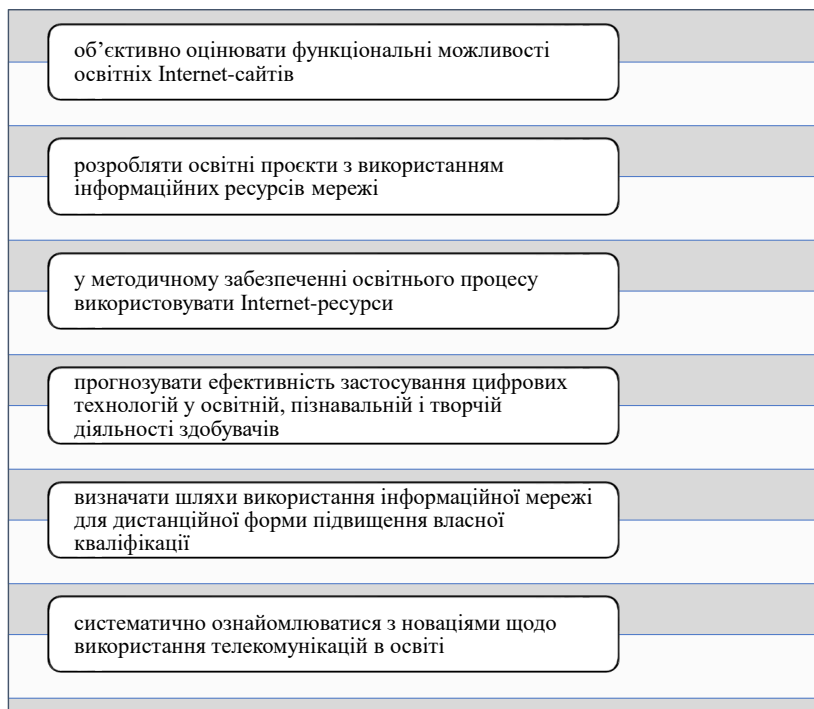 об’єктивно оцінювати функціональні можливості
освітніх Internet-сайтів
розробляти освітні проєкти з використанням
інформаційних ресурсів мережі
у методичному забезпеченні освітнього процесу
використовувати Internet-ресурси
прогнозувати ефективність застосування цифрових
технологій у освітній, пізнавальній і творчій
діяльності здобувачів
визначати шляхи використання інформаційної мережі
для дистанційної форми підвищення власної
кваліфікації
систематично ознайомлюватися з новаціями щодо
використання телекомунікацій в освіті